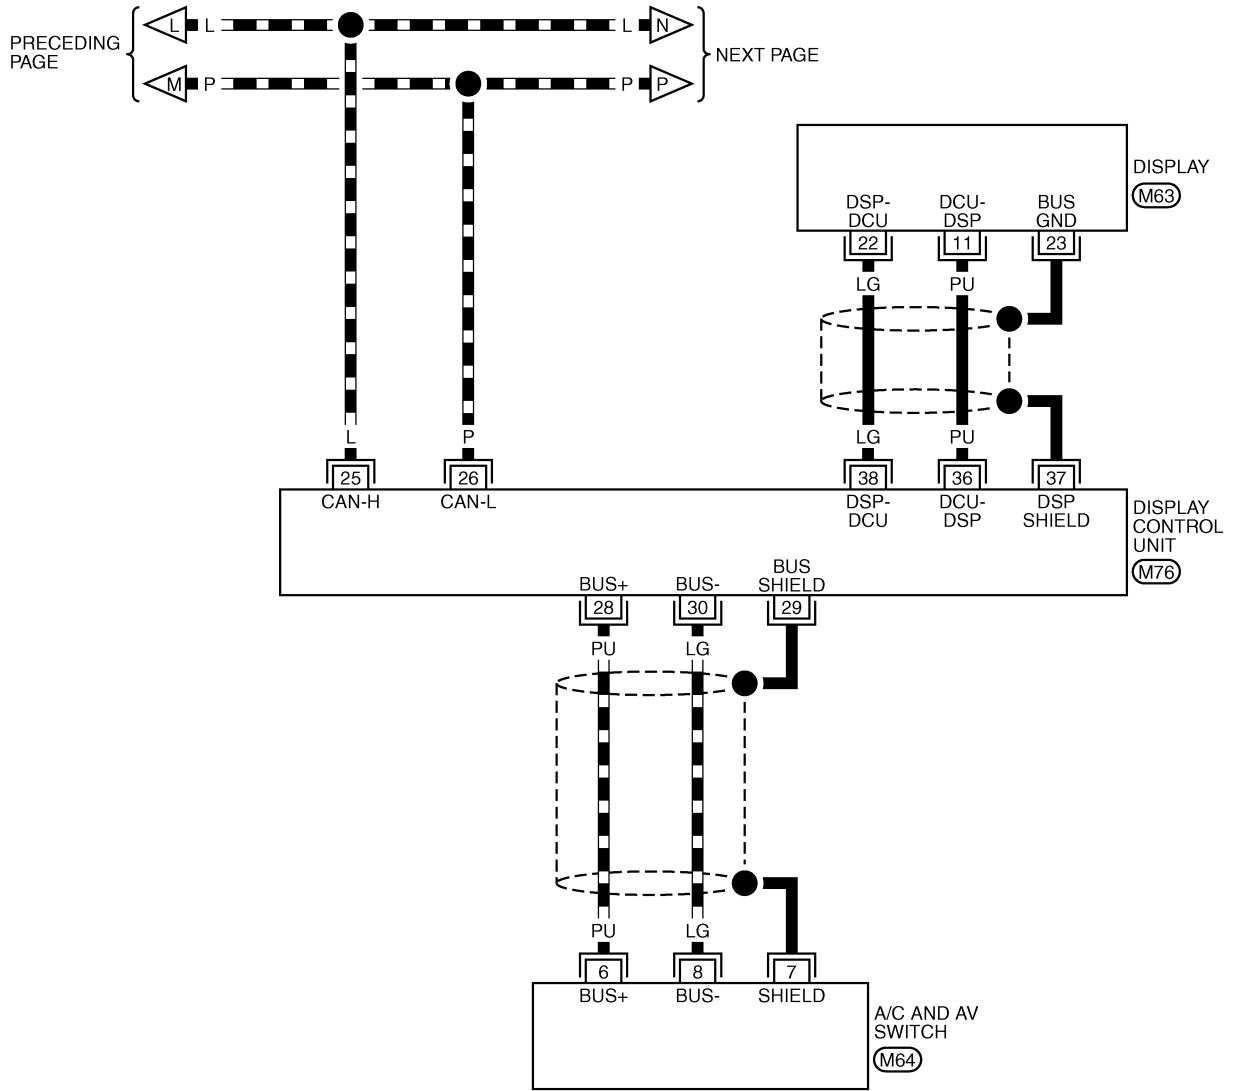 L L L N
PRECEDING
PAGE
NEXT PAGE
M P P P
DISPLAY
M63
DSP-
DCU
DCU-
DSP
BUS
GND
22 11 23
LG PU
L P LG PU
25 26 38 36 37
CAN-H CAN-L
DSP-
DCU
DCU-
DSP
DSP
SHIELD
DISPLAY
CONTROL
UNIT
M76
BUS+ BUS-
BUS
SHIELD
28 30 29
PU LG
PU LG
6 8 7
BUS+ BUS- SHIELD
A/C AND AV
SWITCH
M64